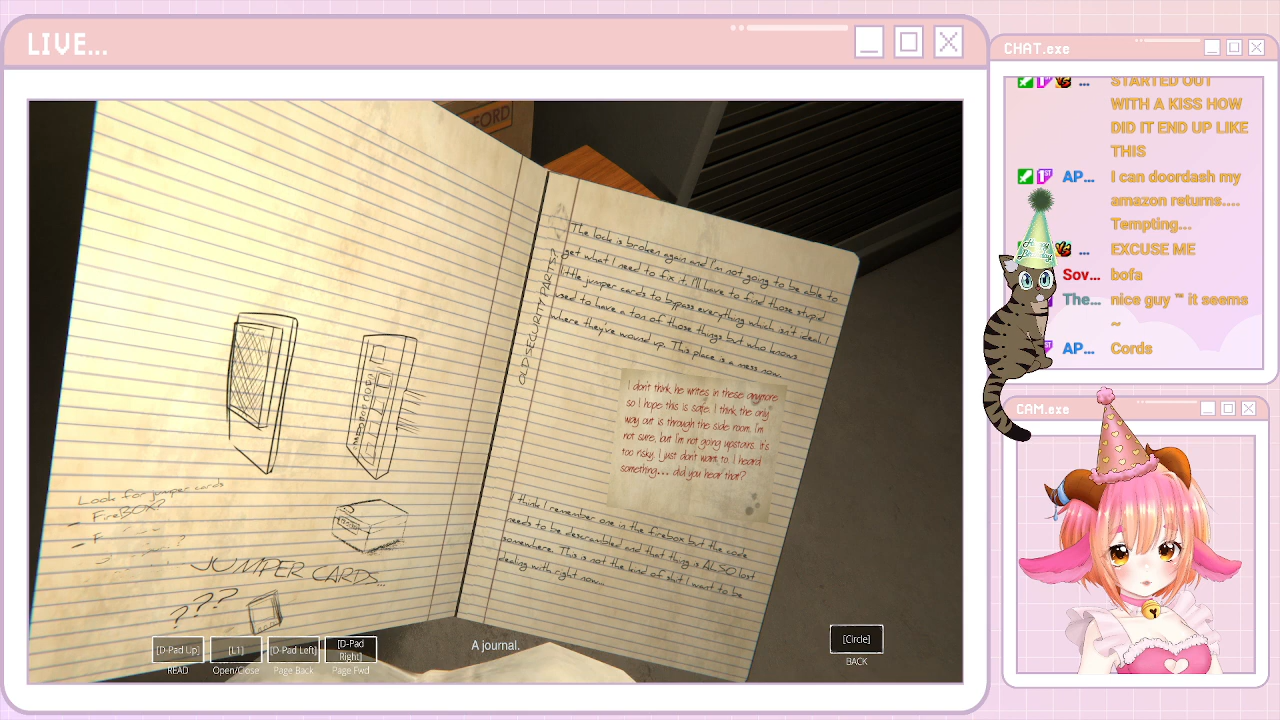 LIVE...
FORD
The lock is broken again and I'm not going to be able to
get what I need to fix it. I'll have to find those stupid
little jumper cards to bypass everything which isn't ideal. I
used to have a ton of those things but who knows
where they've wound up. This place is a mess now.
OLD SECURITY PARTS?
I don't think he writes in these anymore
so I hope this is safe. I think the only
way out is through the side room. I'm
not sure, but I'm not going upstairs. it's
too risky. I just don't want to. I heard
something... did you hear that?
I think I remember one in the firebox but the code
needs to be descrambled and that thing is ALSO lost
somewhere. This is not the kind of shit I want to be
dealing with right now...
Look for jumper cards
- FireBOX?
- F
?
JUMPER CARDS...
???
[D-Pad Up]
READ
[L1]
Open/Close
[D-Pad Left]
Page Back
[D-Pad
Right]
Page Fwd
A journal.
[Circle]
BACK
CHAT.exe
... STARTED OUT
WITH A KISS HOW
DID IT END UP LIKE
THIS
AP... I can doordash my
amazon returns....
Tempting...
... EXCUSE ME
Sov... bofa
The... nice guy ™ it seems
~
AP... Cords
Happy
Birthday
CAM.exe